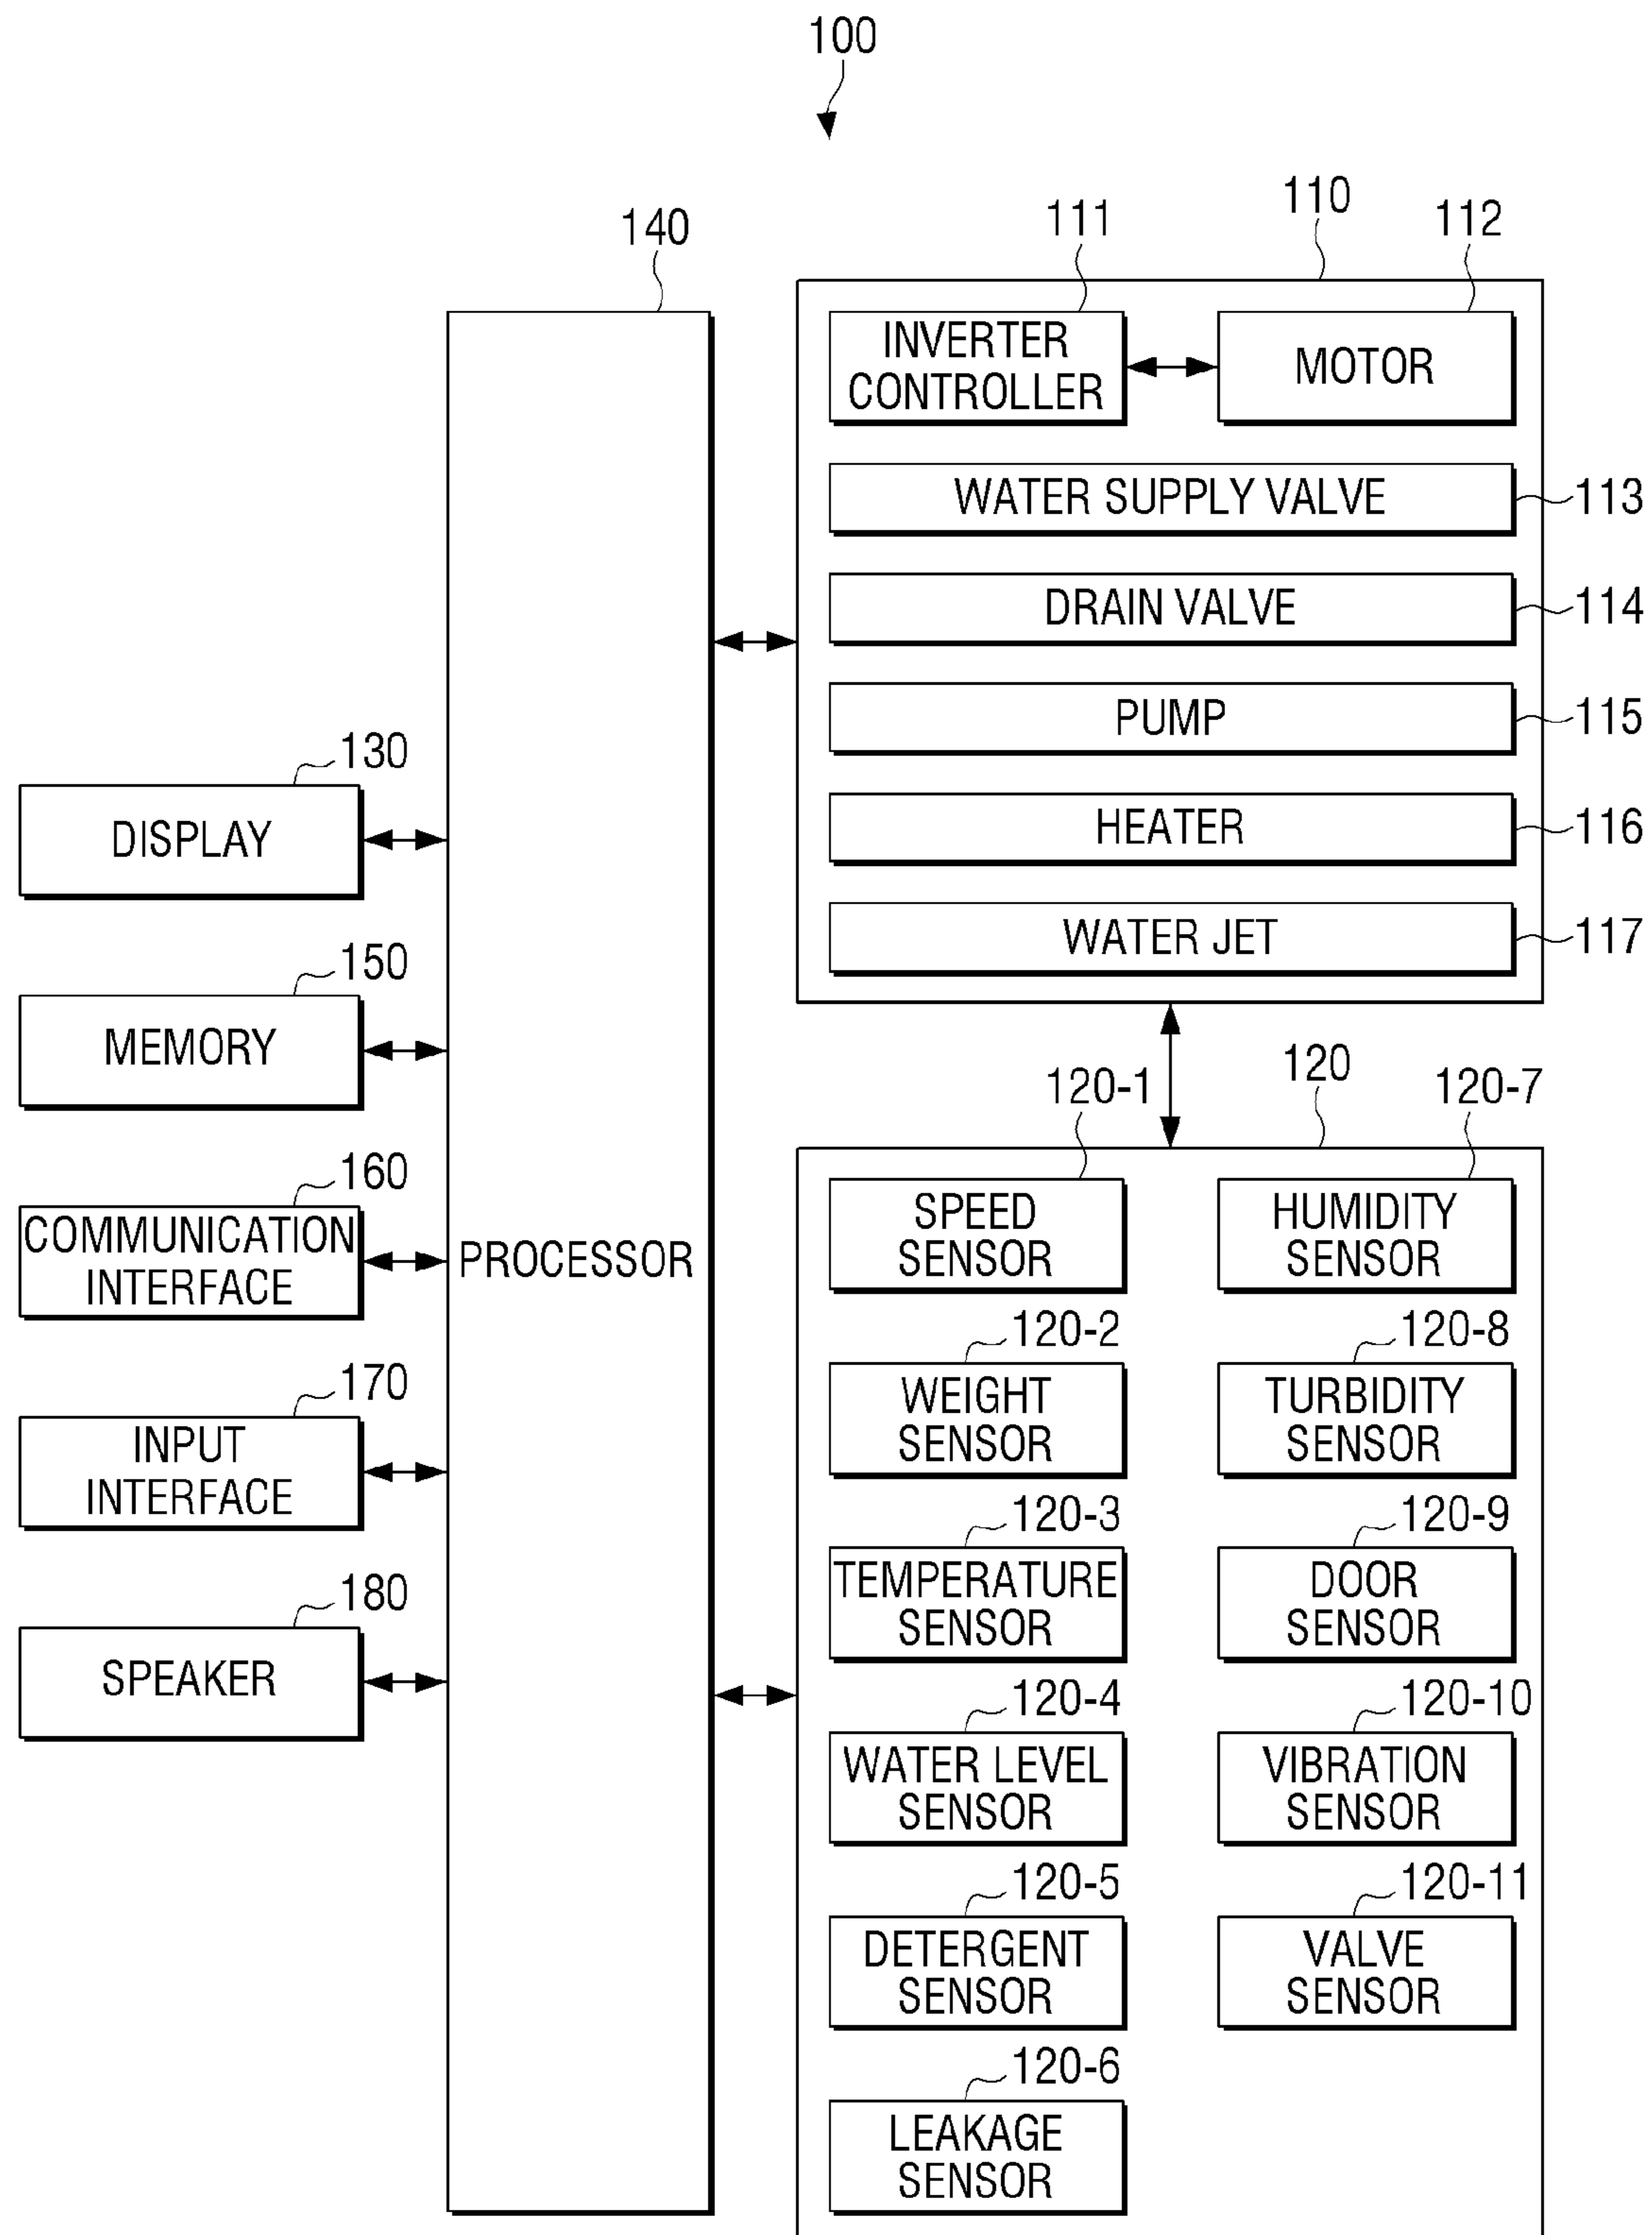 100
140
111
110
112
INVERTER
CONTROLLER
MOTOR
WATER SUPPLY VALVE
113
DRAIN VALVE
114
PUMP
115
HEATER
116
WATER JET
117
130
DISPLAY
150
MEMORY
160
COMMUNICATION
INTERFACE
170
INPUT
INTERFACE
180
SPEAKER
PROCESSOR
120-1
120
120-7
SPEED
SENSOR
HUMIDITY
SENSOR
120-2
WEIGHT
SENSOR
120-8
TURBIDITY
SENSOR
120-3
TEMPERATURE
SENSOR
120-9
DOOR
SENSOR
120-4
WATER LEVEL
SENSOR
120-10
VIBRATION
SENSOR
120-5
DETERGENT
SENSOR
120-11
VALVE
SENSOR
120-6
LEAKAGE
SENSOR